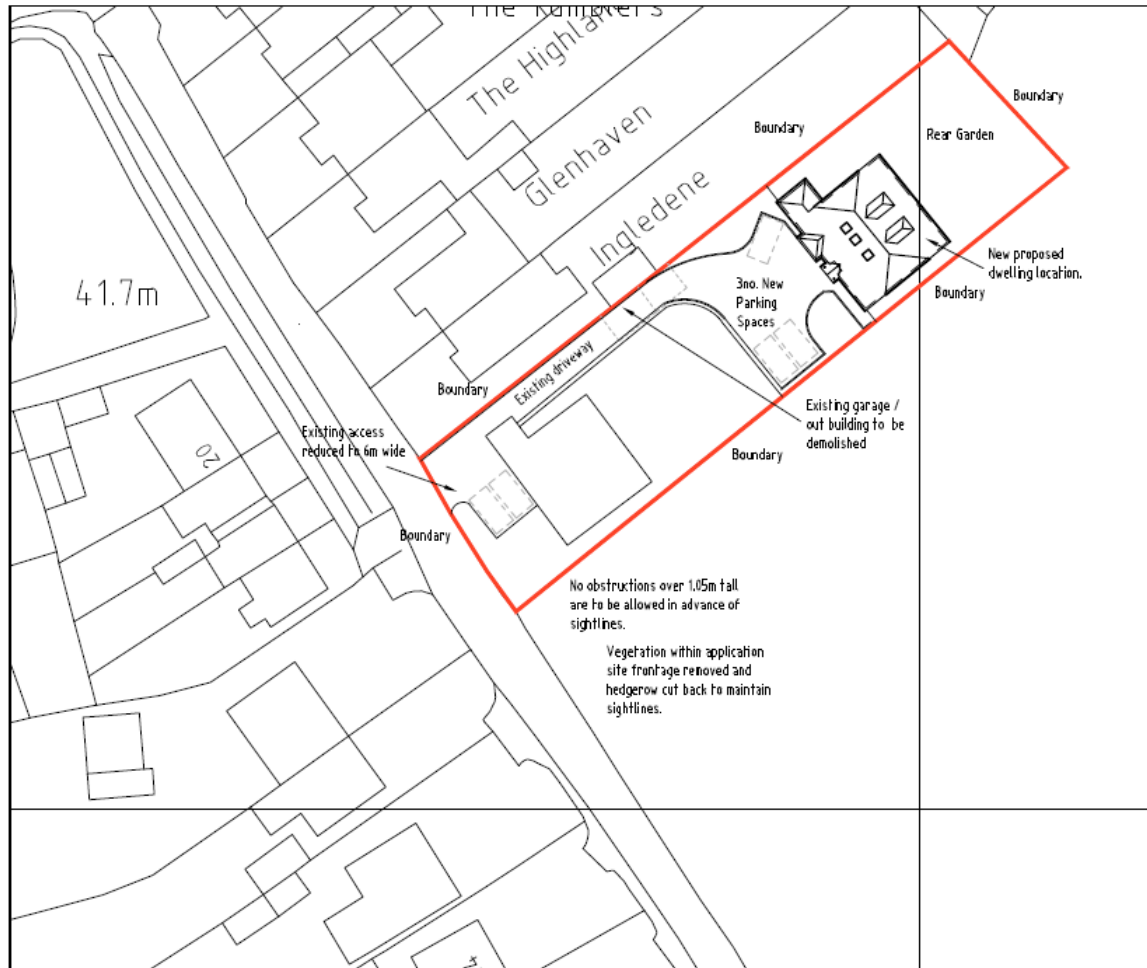 The Ramblers
The Highland
Glenhaven
Ingledene
Boundary
Boundary
Rear Garden
New proposed
dwelling location.
Boundary
3no. New
Parking
Spaces
41.7m
Existing driveway
Boundary
Existing garage /
out building to be
demolished
Existing access
reduced to 6m wide
Boundary
20
Boundary
No obstructions over 1.05m tall
are to be allowed in advance of
sightlines.
Vegetation within application
site frontage removed and
hedgerow cut back to maintain
sightlines.